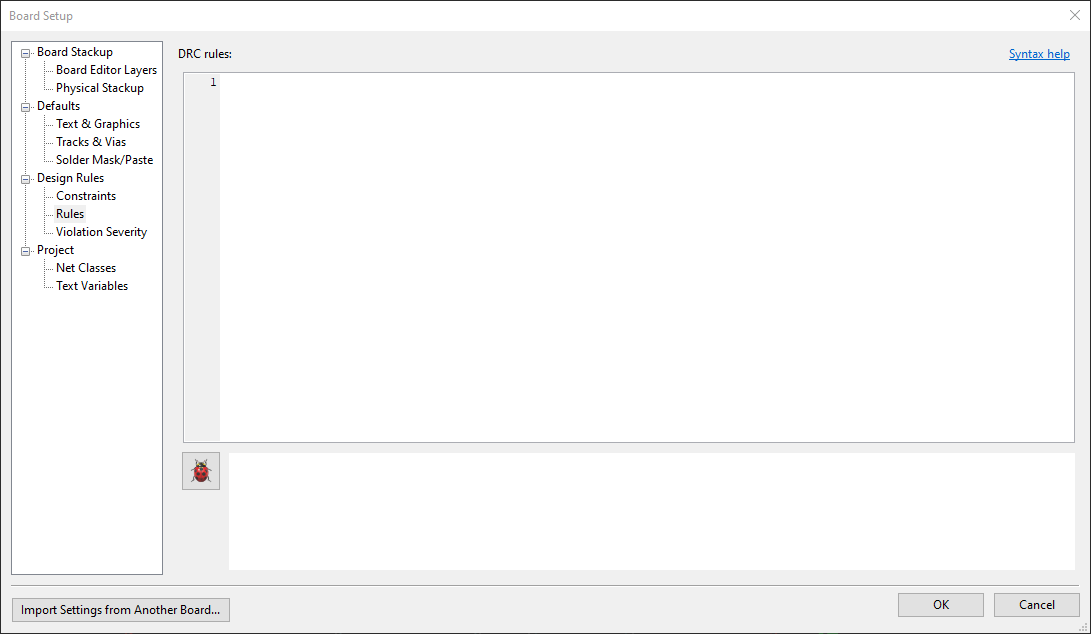 Board Setup
Board Stackup
Board Editor Layers
Physical Stackup
Defaults
Text & Graphics
Tracks & Vias
Solder Mask/Paste
Design Rules
Constraints
Rules
Violation Severity
Project
Net Classes
Text Variables
DRC rules:
Syntax help
1
Import Settings from Another Board...
OK
Cancel